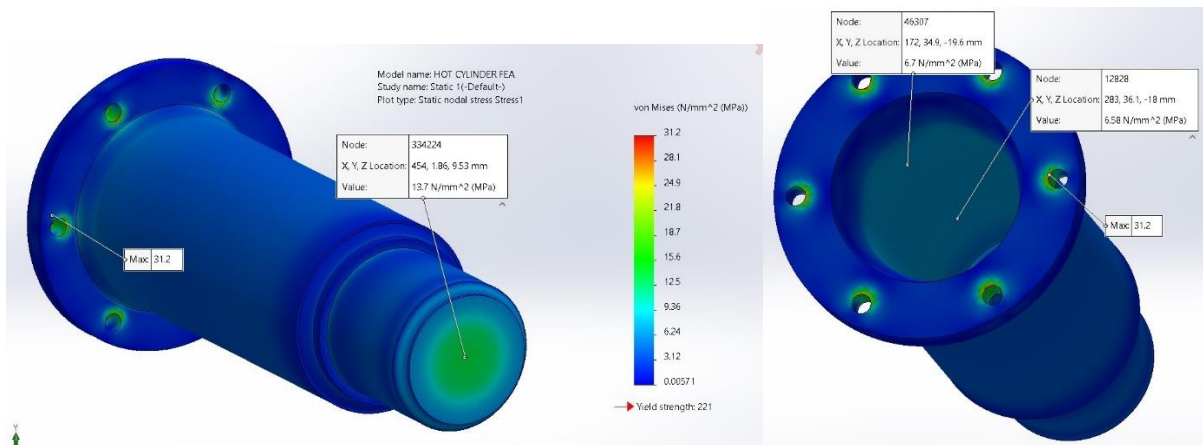 Model name: HOT CYLINDER FEA
Study name: Static 1(-Default-)
Plot type: Static nodal stress Stress1
Node: 334224
X, Y, Z Location: 454, 1.86, 9.53 mm
Value: 13.7 N/mm^2 (MPa)
Max: 31.2
von Mises (N/mm^2 (MPa))
31.2
28.1
24.9
21.8
18.7
15.6
12.5
9.36
6.24
3.12
0.00571
Yield strength: 221
Y
Node: 46307
X, Y, Z Location: 172, 34.9, -19.6 mm
Value: 6.7 N/mm^2 (MPa)
Node: 12828
X, Y, Z Location: 283, 36.1, -18 mm
Value: 6.58 N/mm^2 (MPa)
Max: 31.2